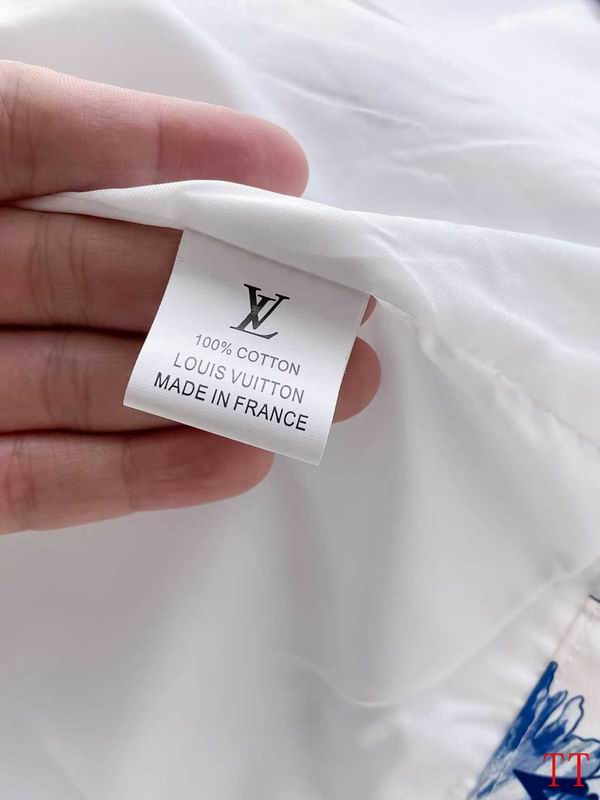 LV
100% COTTON
LOUIS VUITTON
MADE IN FRANCE
TT